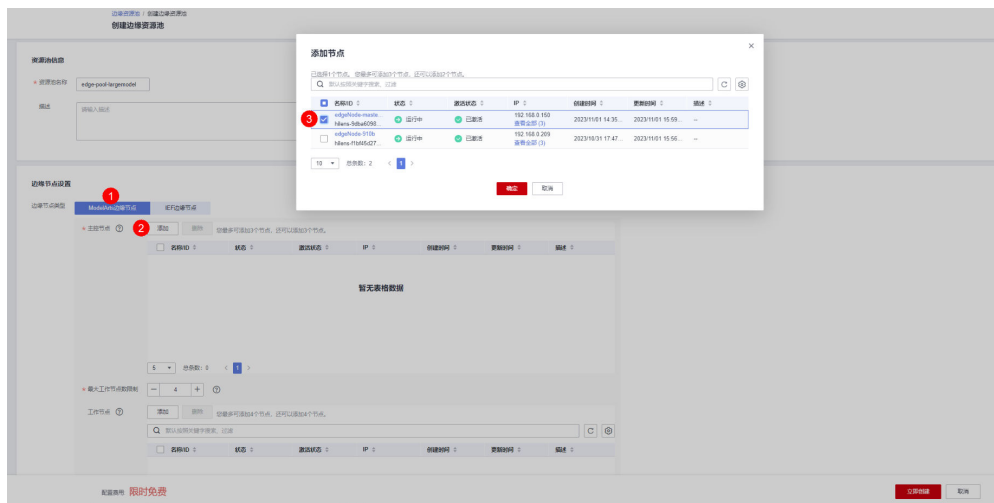 边缘资源池 / 创建边缘资源池
创建边缘资源池
资源池信息
* 资源池名称 edge-pool-largemodel
描述 请输入描述
添加节点
已选择1个节点。 您最多可添加3个节点, 还可以添加2个节点。
默认按照关键字搜索、过滤
名称/ID 状态 激活状态 IP 创建时间 更新时间 描述
3 edgeNode-maste... 运行中 已激活 192.168.0.150 2023/11/01 14:35... 2023/11/01 15:59... --
hilens-9dba6098... 查看全部 (3)
edgeNode-910b 运行中 已激活 192.168.0.209 2023/10/31 17:47... 2023/11/01 15:56... --
hilens-f1bf45d27... 查看全部 (3)
10 总条数: 2 < 1 >
确定 取消
边缘节点设置
1
边缘节点类型 ModelArts边缘节点 IEF边缘节点
* 主控节点 2 添加 删除 您最多可添加3个节点, 还可以添加3个节点。
名称/ID 状态 激活状态 IP 创建时间 更新时间 描述
暂无表格数据
5 总条数: 0 < 1 >
* 最大工作节点数限制 − 4 +
工作节点 添加 删除 您最多可添加4个节点, 还可以添加4个节点。
默认按照关键字搜索、过滤
名称/ID 状态 激活状态 IP 创建时间 更新时间 描述
配置费用 限时免费
立即创建 取消